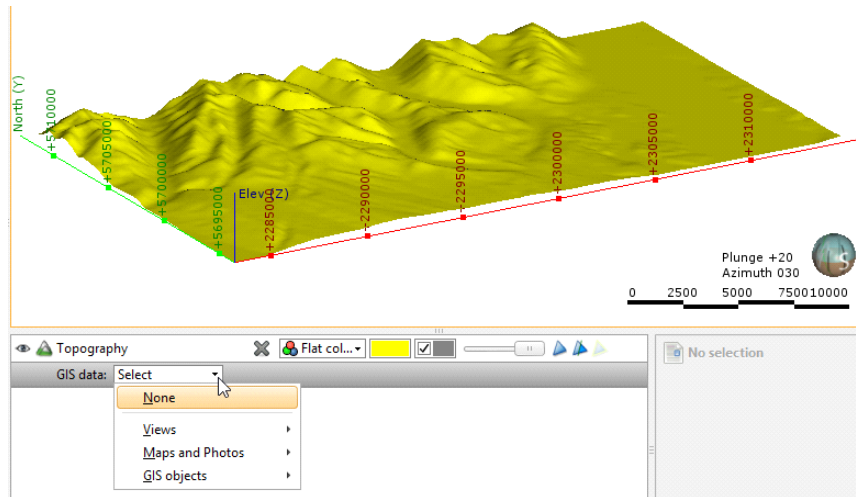 North (Y)
+5710000
+5705000
+5700000
+5695000
Elev (Z)
+2285000
+2290000
+2295000
+2300000
+2305000
+2310000
Plunge +20
Azimuth 030
0 2500 5000 7500 10000
Topography
Flat col...
GIS data: Select
None
Views
Maps and Photos
GIS objects
No selection